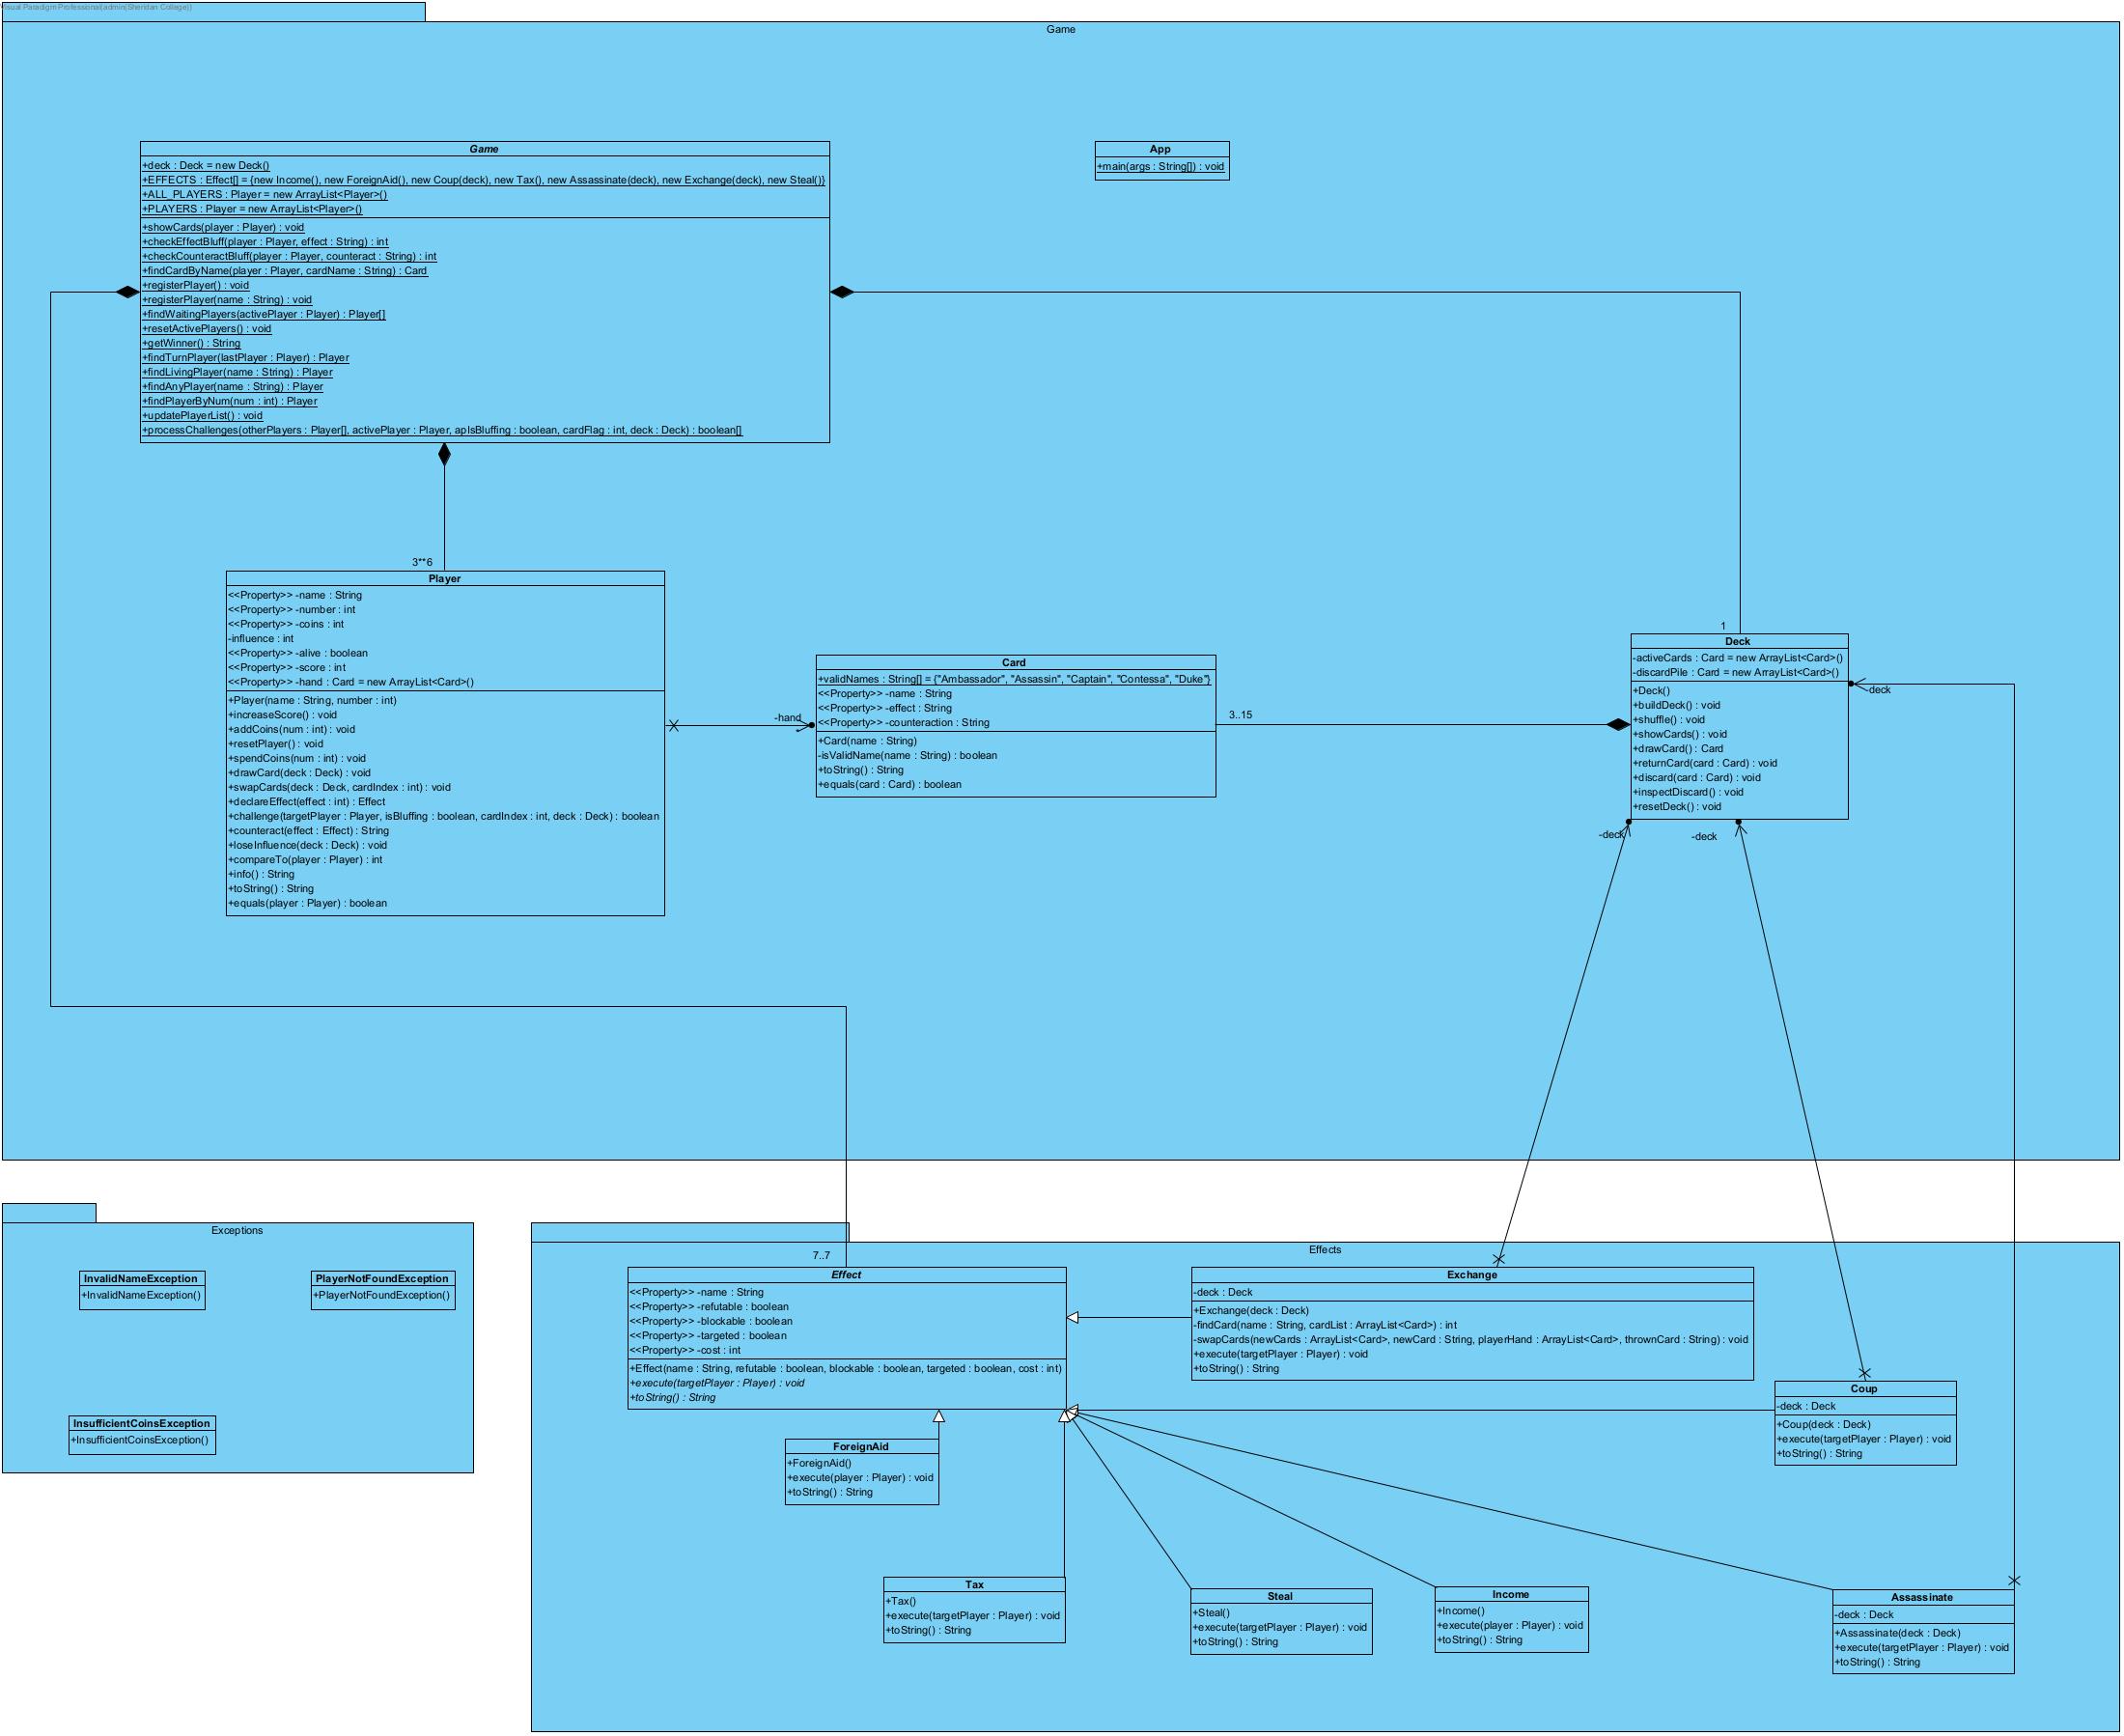 Visual Paradigm Professional(admin(Sheridan College))
Game
Game
+deck : Deck = new Deck()
+EFFECTS : Effect[] = {new Income(), new ForeignAid(), new Coup(deck), new Tax(), new Assassinate(deck), new Exchange(deck), new Steal()}
+ALL_PLAYERS : Player = new ArrayList<Player>()
+PLAYERS : Player = new ArrayList<Player>()
+showCards(player : Player) : void
+checkEffectBluff(player : Player, effect : String) : int
+checkCounteractBluff(player : Player, counteract : String) : int
+findCardByName(player : Player, cardName : String) : Card
+registerPlayer() : void
+registerPlayer(name : String) : void
+findWaitingPlayers(activePlayer : Player) : Player[]
+resetActivePlayers() : void
+getWinner() : String
+findTurnPlayer(lastPlayer : Player) : Player
+findLivingPlayer(name : String) : Player
+findAnyPlayer(name : String) : Player
+findPlayerByNum(num : int) : Player
+updatePlayerList() : void
+processChallenges(otherPlayers : Player[], activePlayer : Player, apIsBluffing : boolean, cardFlag : int, deck : Deck) : boolean[]
App
+main(args : String[]) : void
3**6
Player
<<Property>> -name : String
<<Property>> -number : int
<<Property>> -coins : int
-influence : int
<<Property>> -alive : boolean
<<Property>> -score : int
<<Property>> -hand : Card = new ArrayList<Card>()
+Player(name : String, number : int)
+increaseScore() : void
+addCoins(num : int) : void
+resetPlayer() : void
+spendCoins(num : int) : void
+drawCard(deck : Deck) : void
+swapCards(deck : Deck, cardIndex : int) : void
+declareEffect(effect : int) : Effect
+challenge(targetPlayer : Player, isBluffing : boolean, cardIndex : int, deck : Deck) : boolean
+counteract(effect : Effect) : String
+loseInfluence(deck : Deck) : void
+compareTo(player : Player) : int
+info() : String
+toString() : String
+equals(player : Player) : boolean
-hand
Card
+validNames : String[] = {"Ambassador", "Assassin", "Captain", "Contessa", "Duke"}
<<Property>> -name : String
<<Property>> -effect : String
<<Property>> -counteraction : String
+Card(name : String)
-isValidName(name : String) : boolean
+toString() : String
+equals(card : Card) : boolean
3..15
1
Deck
-activeCards : Card = new ArrayList<Card>()
-discardPile : Card = new ArrayList<Card>()
+Deck()
+buildDeck() : void
+shuffle() : void
+showCards() : void
+drawCard() : Card
+returnCard(card : Card) : void
+discard(card : Card) : void
+inspectDiscard() : void
+resetDeck() : void
-deck
-deck
-deck
Exceptions
InvalidNameException
+InvalidNameException()
PlayerNotFoundException
+PlayerNotFoundException()
InsufficientCoinsException
+InsufficientCoinsException()
Effects
7..7
Effect
<<Property>> -name : String
<<Property>> -refutable : boolean
<<Property>> -blockable : boolean
<<Property>> -targeted : boolean
<<Property>> -cost : int
+Effect(name : String, refutable : boolean, blockable : boolean, targeted : boolean, cost : int)
+execute(targetPlayer : Player) : void
+toString() : String
Exchange
-deck : Deck
+Exchange(deck : Deck)
-findCard(name : String, cardList : ArrayList<Card>) : int
-swapCards(newCards : ArrayList<Card>, newCard : String, playerHand : ArrayList<Card>, thrownCard : String) : void
+execute(targetPlayer : Player) : void
+toString() : String
Coup
-deck : Deck
+Coup(deck : Deck)
+execute(targetPlayer : Player) : void
+toString() : String
ForeignAid
+ForeignAid()
+execute(player : Player) : void
+toString() : String
Tax
+Tax()
+execute(targetPlayer : Player) : void
+toString() : String
Steal
+Steal()
+execute(targetPlayer : Player) : void
+toString() : String
Income
+Income()
+execute(player : Player) : void
+toString() : String
Assassinate
-deck : Deck
+Assassinate(deck : Deck)
+execute(targetPlayer : Player) : void
+toString() : String